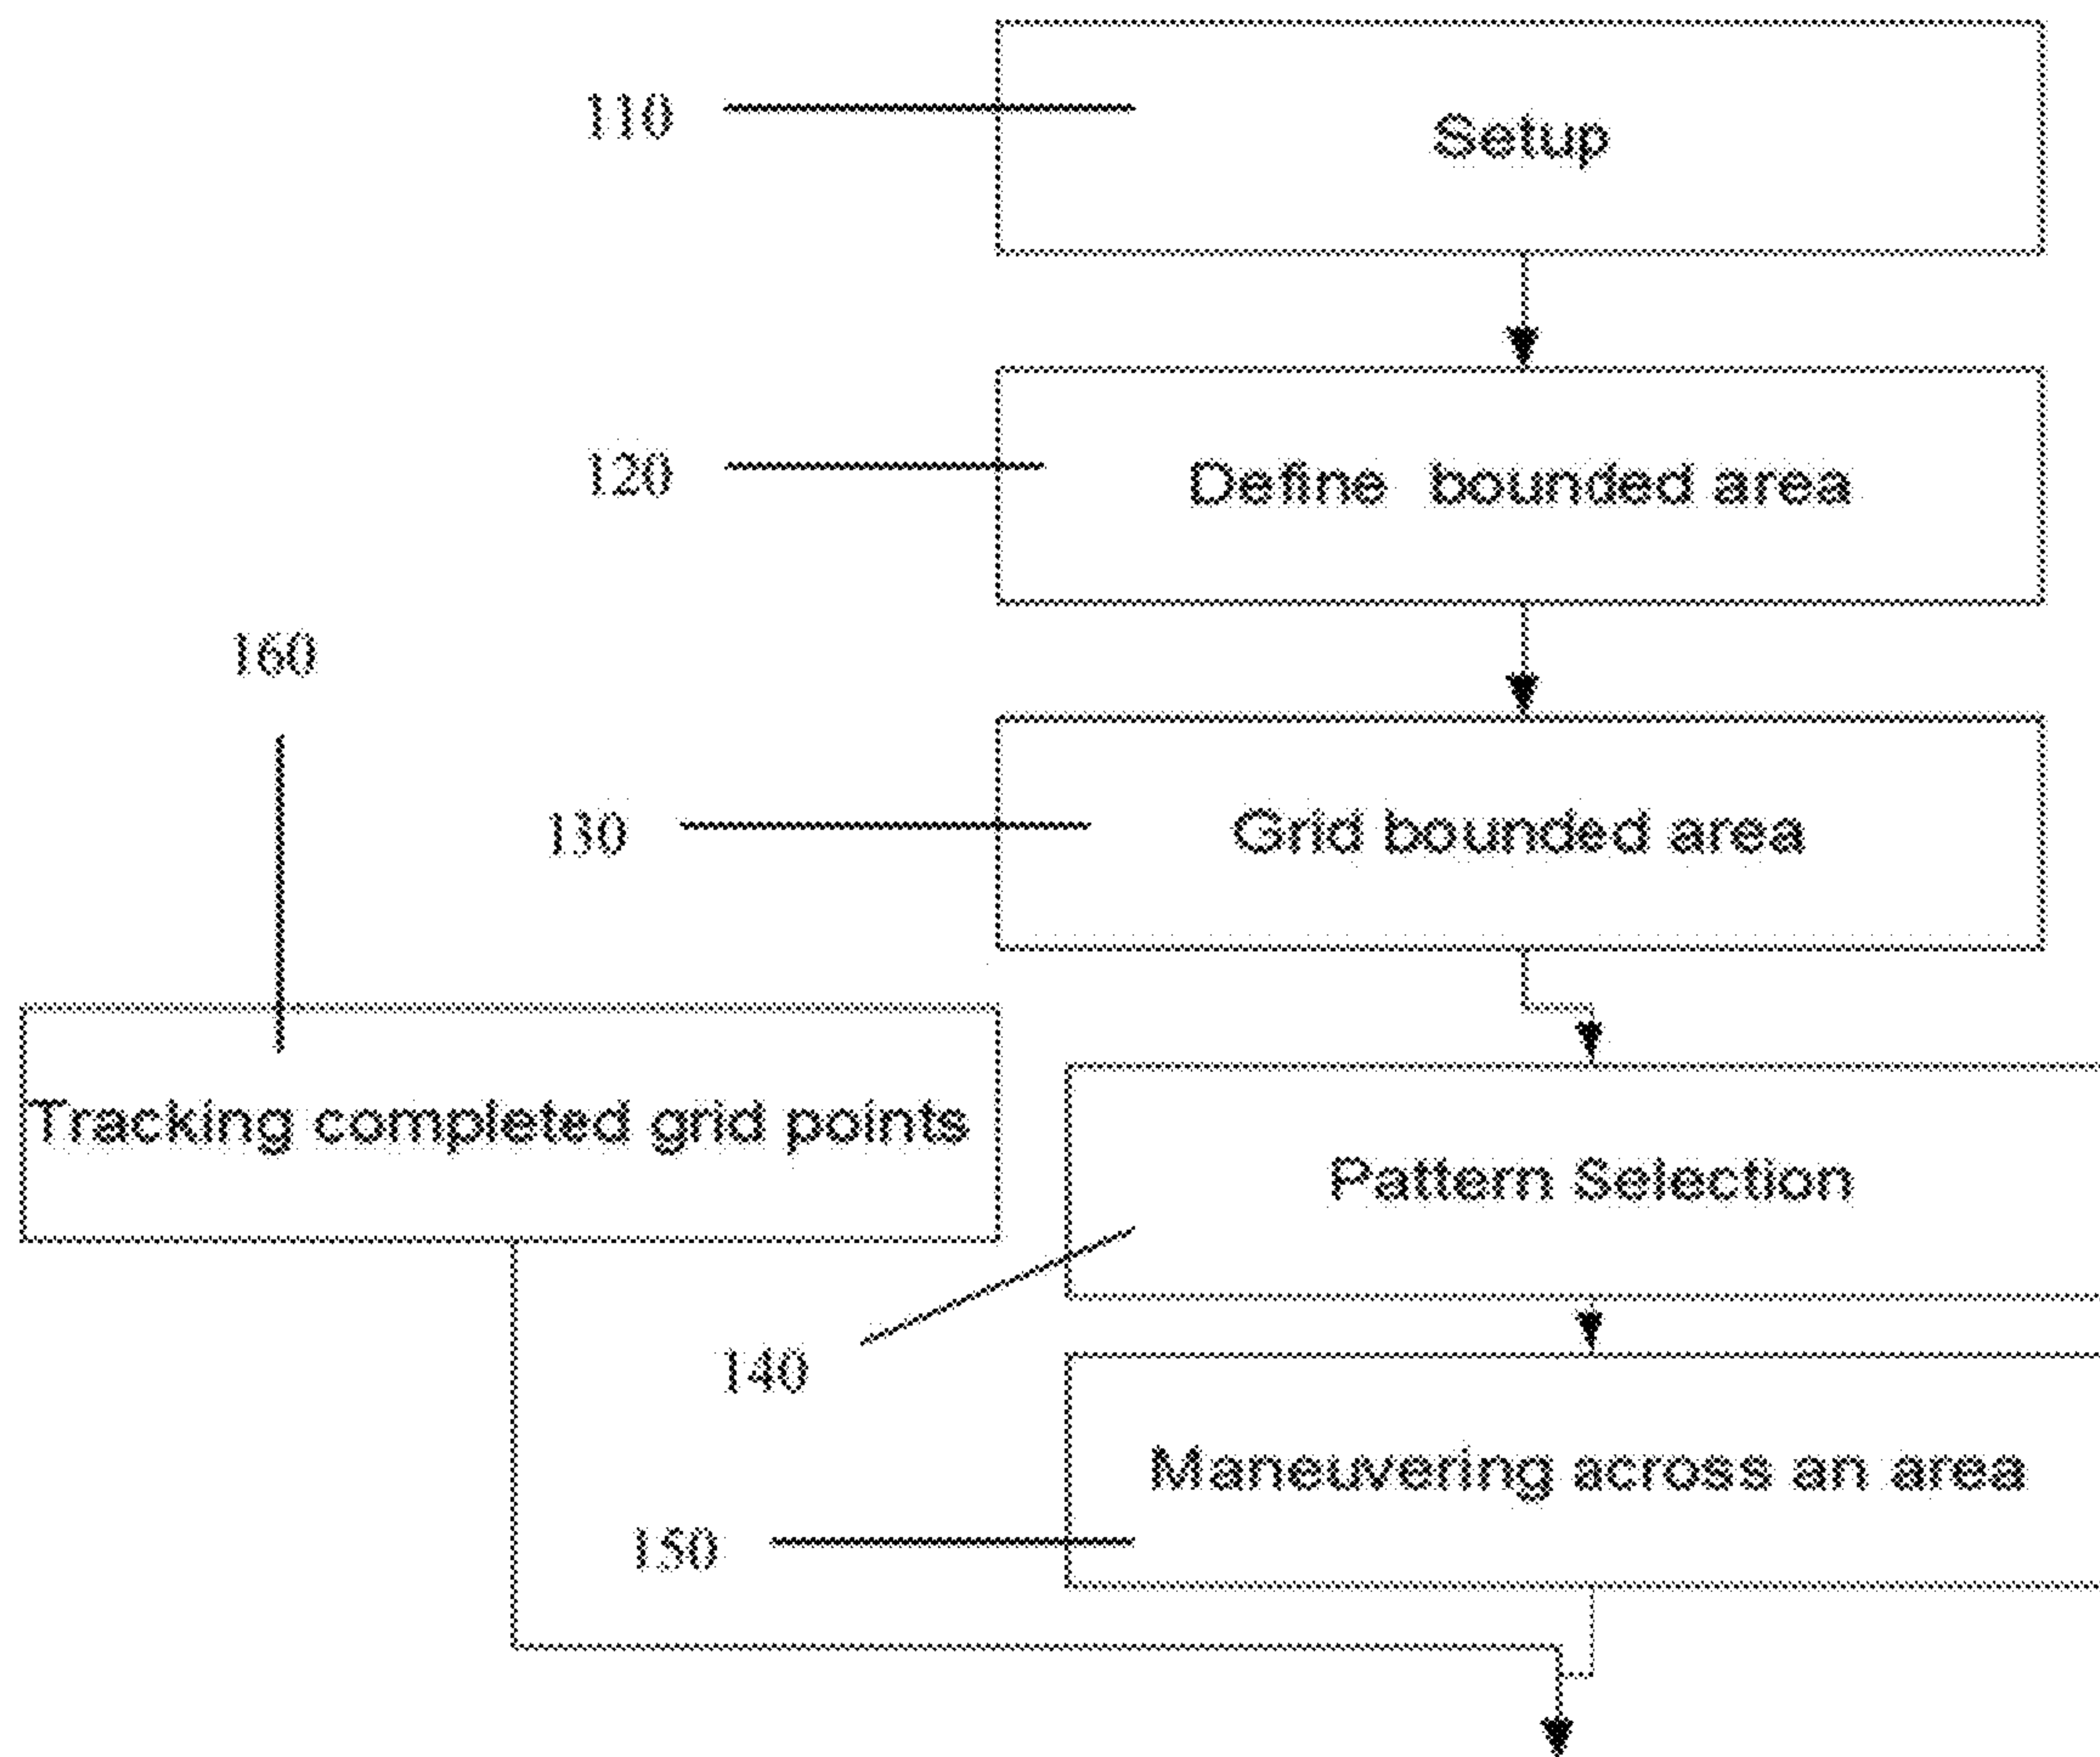 110
Setup
120
Define bounded area
160
130
Grid bounded area
Tracking completed grid points
Pattern Selection
140
Maneuvering across an area
150